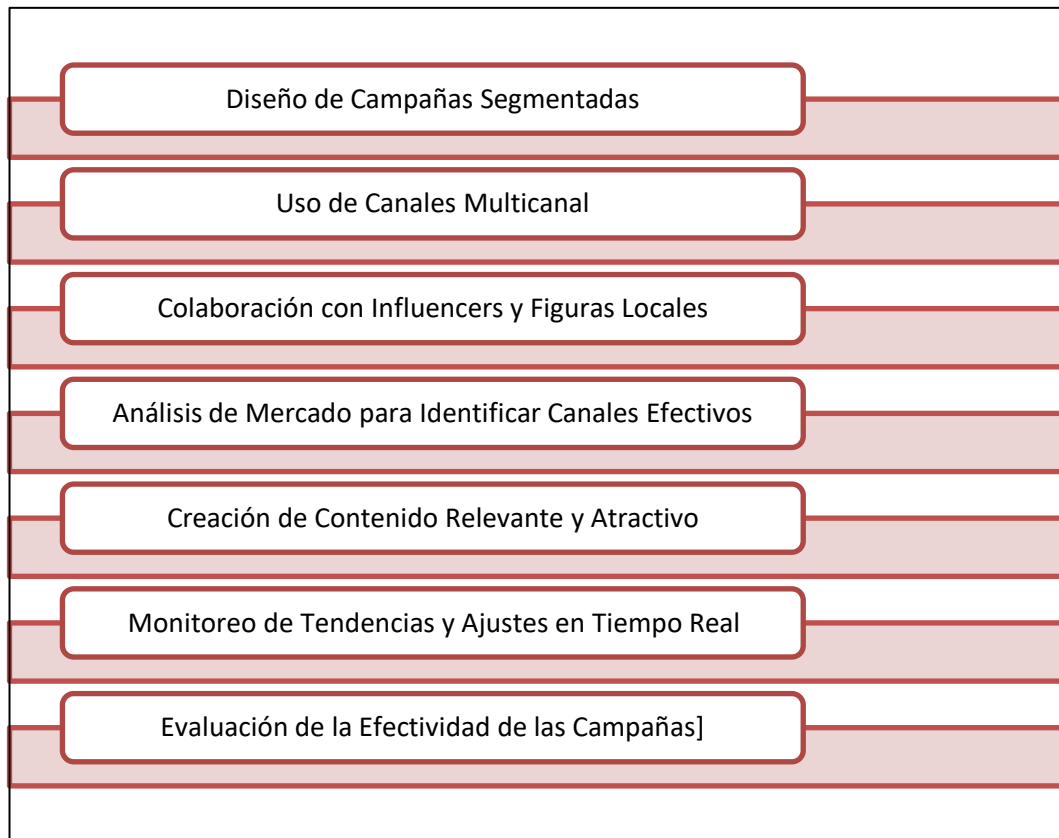 Diseño de Campañas Segmentadas
Uso de Canales Multicanal
Colaboración con Influencers y Figuras Locales
Análisis de Mercado para Identificar Canales Efectivos
Creación de Contenido Relevante y Atractivo
Monitoreo de Tendencias y Ajustes en Tiempo Real
Evaluación de la Efectividad de las Campañas]